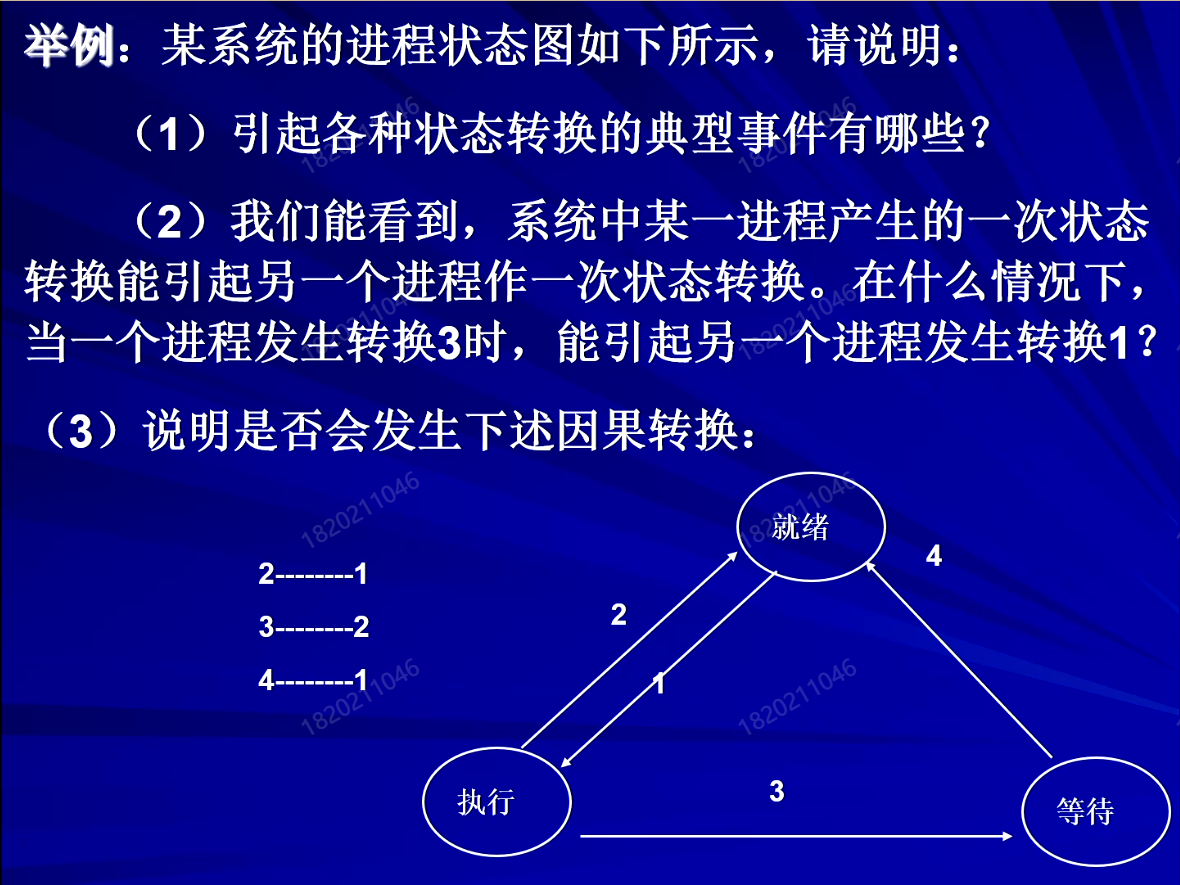 举例：某系统的进程状态图如下所示，请说明：
（1）引起各种状态转换的典型事件有哪些？
（2）我们能看到，系统中某一进程产生的一次状态
转换能引起另一个进程作一次状态转换。在什么情况下，
当一个进程发生转换3时，能引起另一个进程发生转换1？
（3）说明是否会发生下述因果转换：
2--------1
3--------2
4--------1
就绪
4
2
1
3
执行
等待
1820211046
1820211046
1820211046
1820211046
1820211046
1820211046
1820211046
1820211046